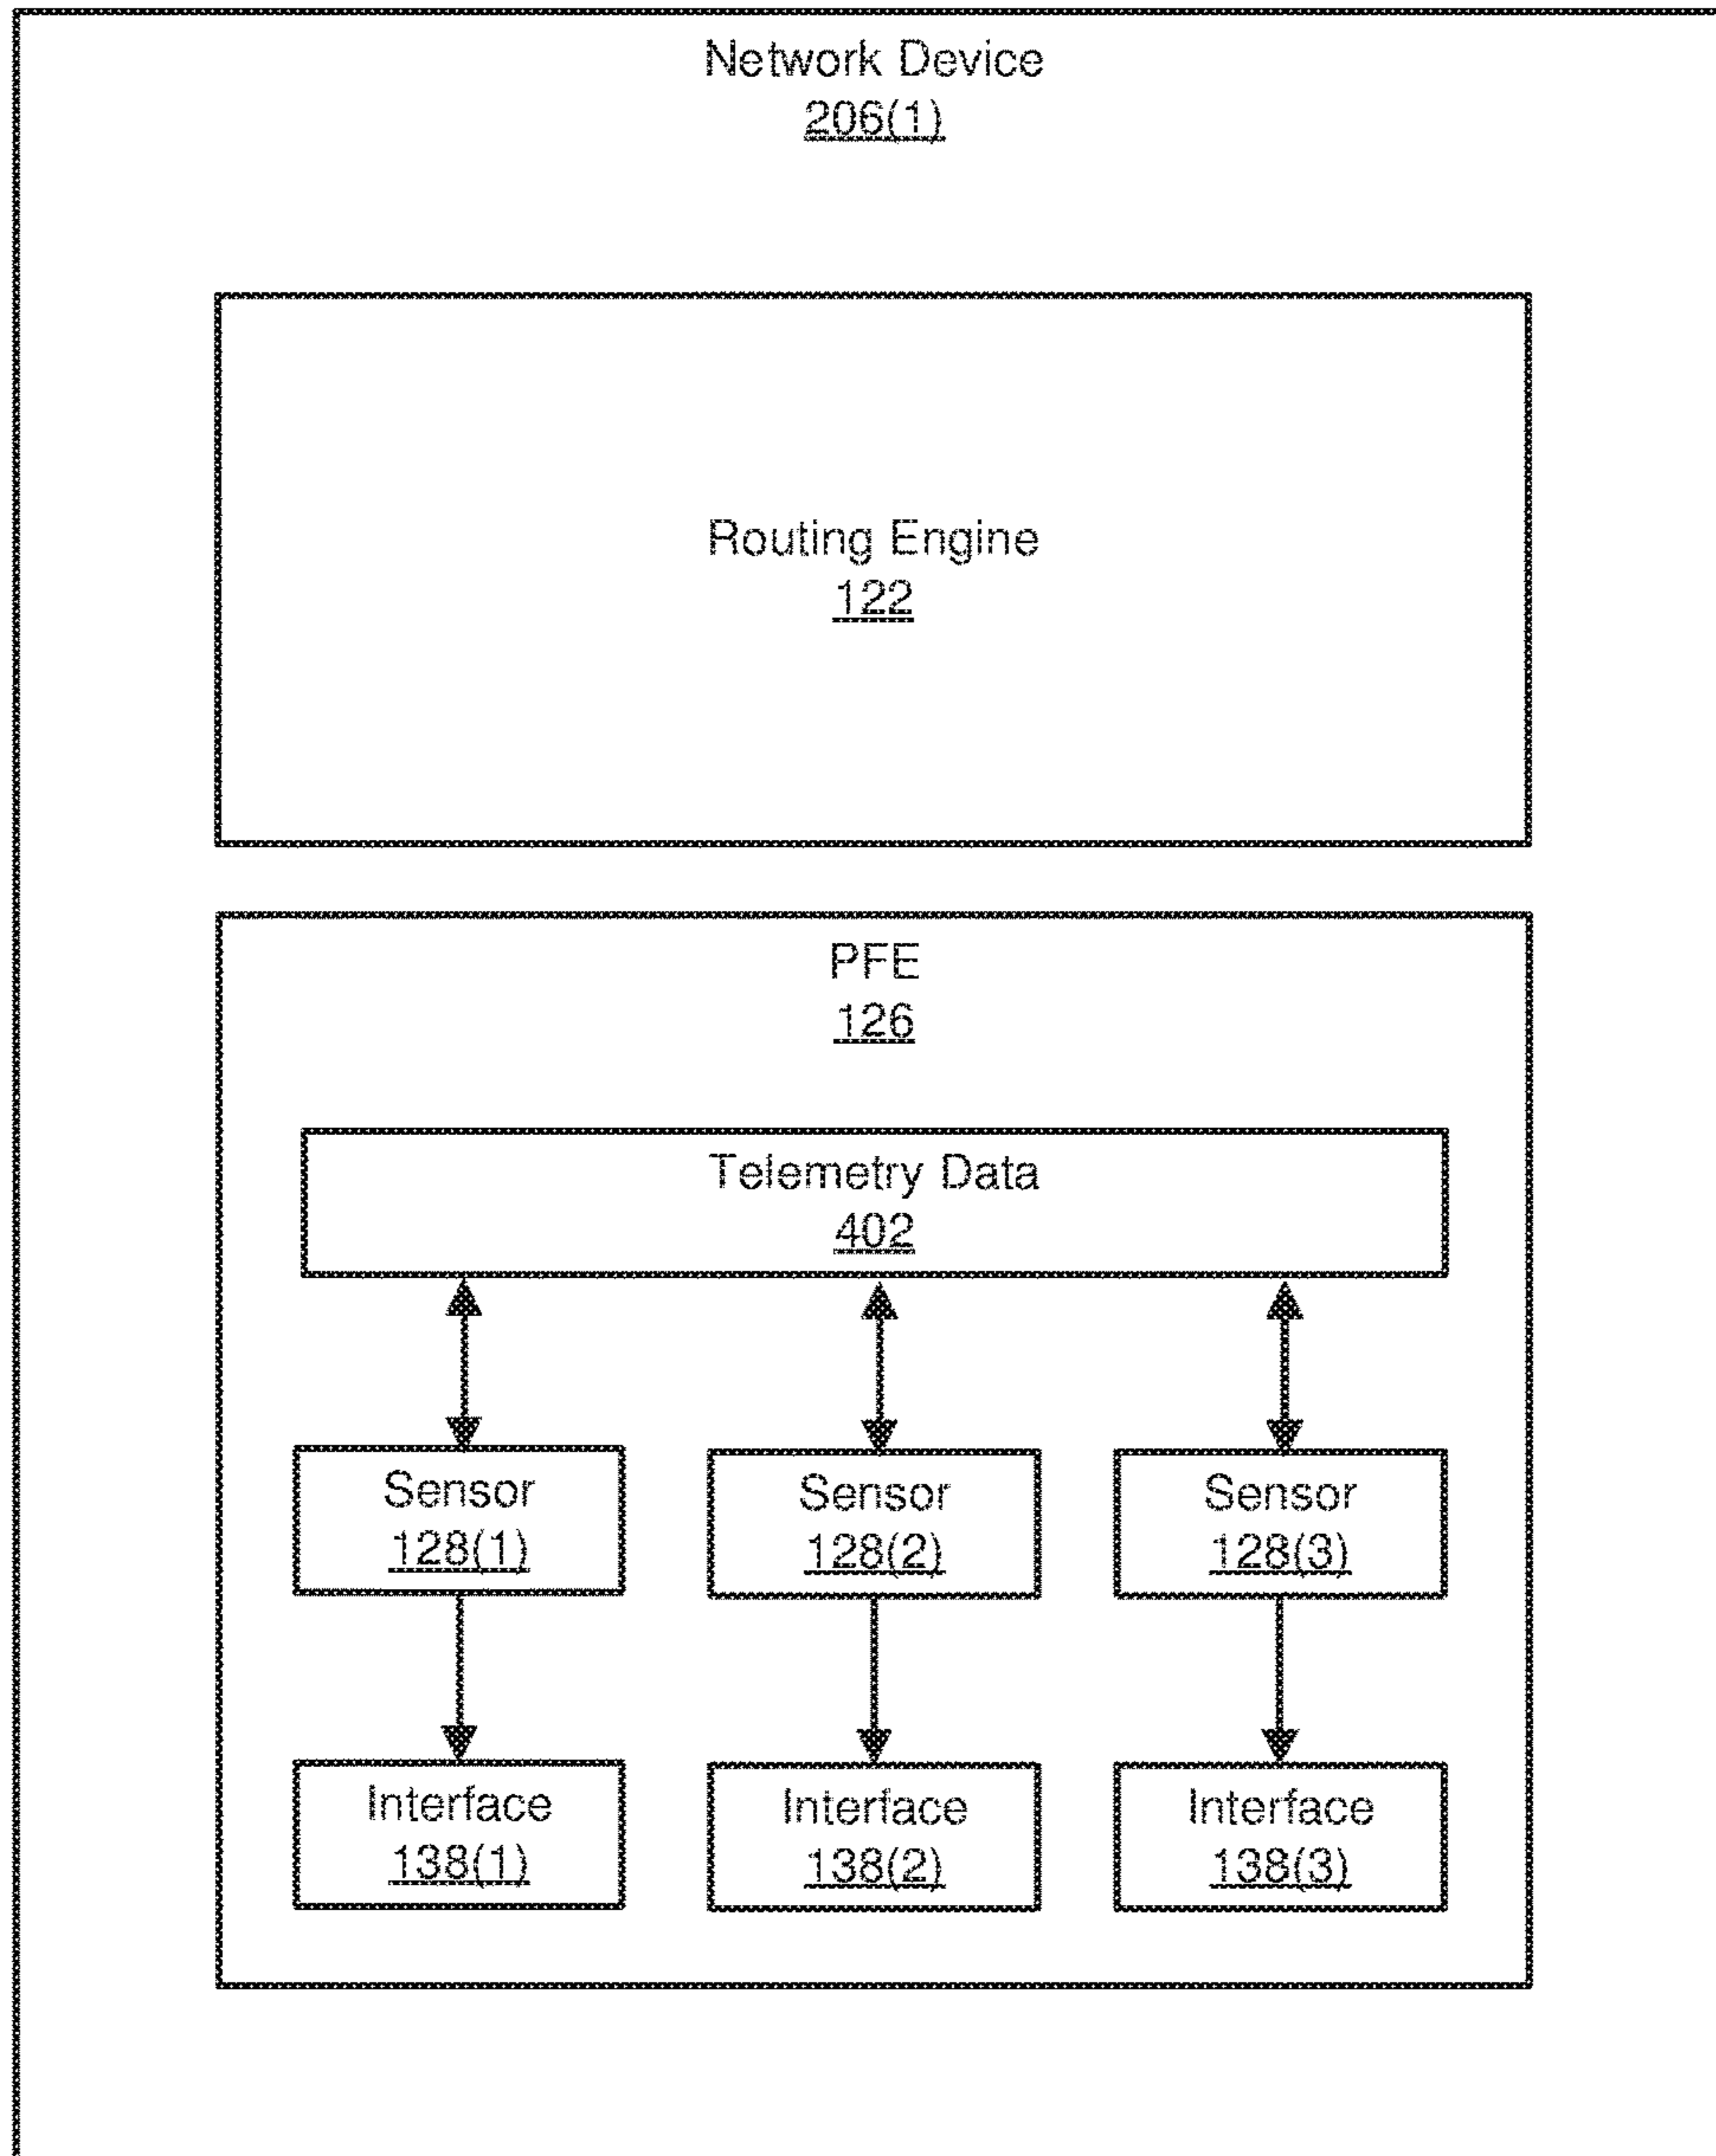 Network Device
206(1)
Routing Engine
122
PFE
126
Telemetry Data
402
Sensor
128(1)
Sensor
128(2)
Sensor
128(3)
Interface
138(1)
Interface
138(2)
Interface
138(3)